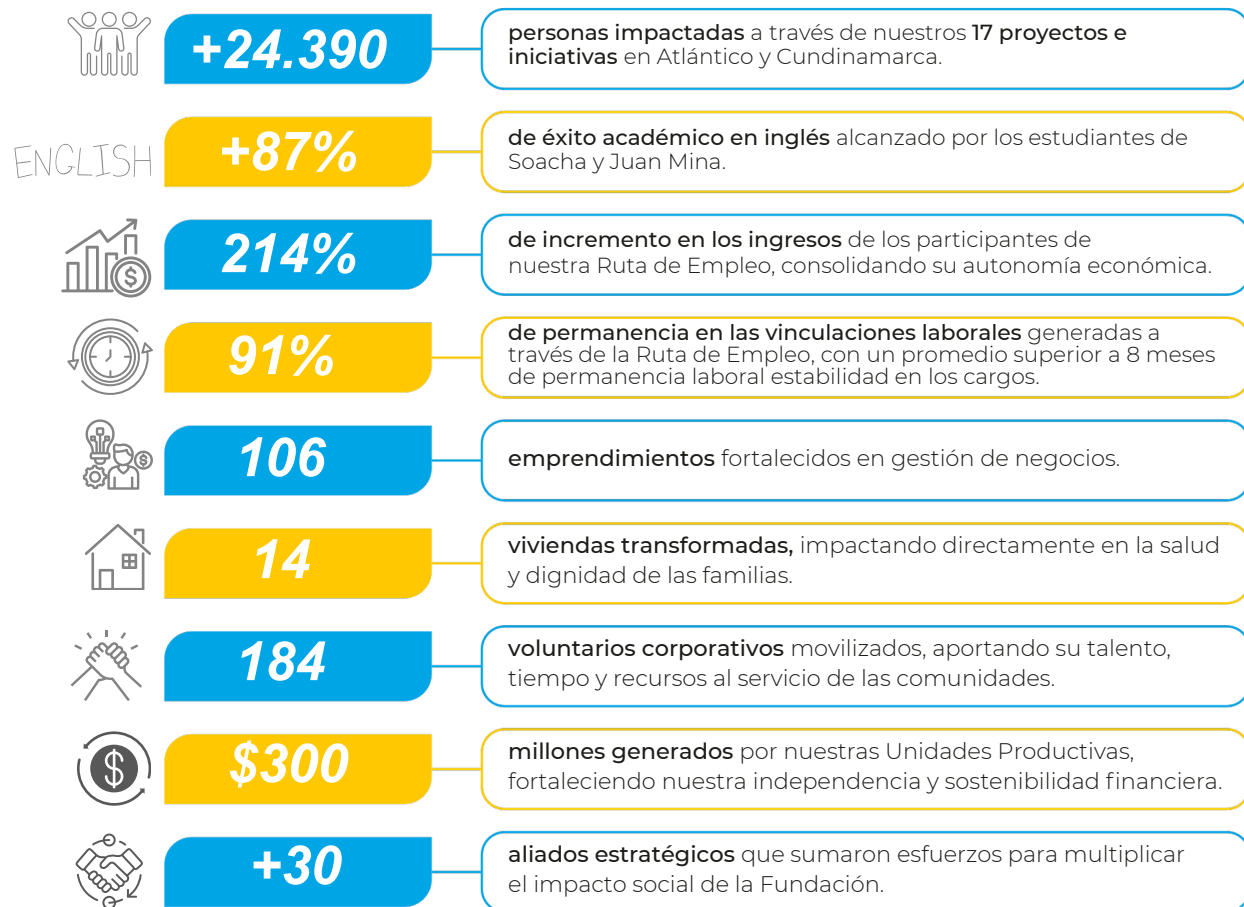 +24.390
personas impactadas a través de nuestros 17 proyectos e
iniciativas en Atlántico y Cundinamarca.
ENGLISH
+87%
de éxito académico en inglés alcanzado por los estudiantes de
Soacha y Juan Mina.
214%
de incremento en los ingresos de los participantes de
nuestra Ruta de Empleo, consolidando su autonomía económica.
$
91%
de permanencia en las vinculaciones laborales generadas a
través de la Ruta de Empleo, con un promedio superior a 8 meses
de permanencia laboral estabilidad en los cargos.
106
emprendimientos fortalecidos en gestión de negocios.
$
14
viviendas transformadas, impactando directamente en la salud
y dignidad de las familias.
184
voluntarios corporativos movilizados, aportando su talento,
tiempo y recursos al servicio de las comunidades.
$
$300
millones generados por nuestras Unidades Productivas,
fortaleciendo nuestra independencia y sostenibilidad financiera.
+30
aliados estratégicos que sumaron esfuerzos para multiplicar
el impacto social de la Fundación.